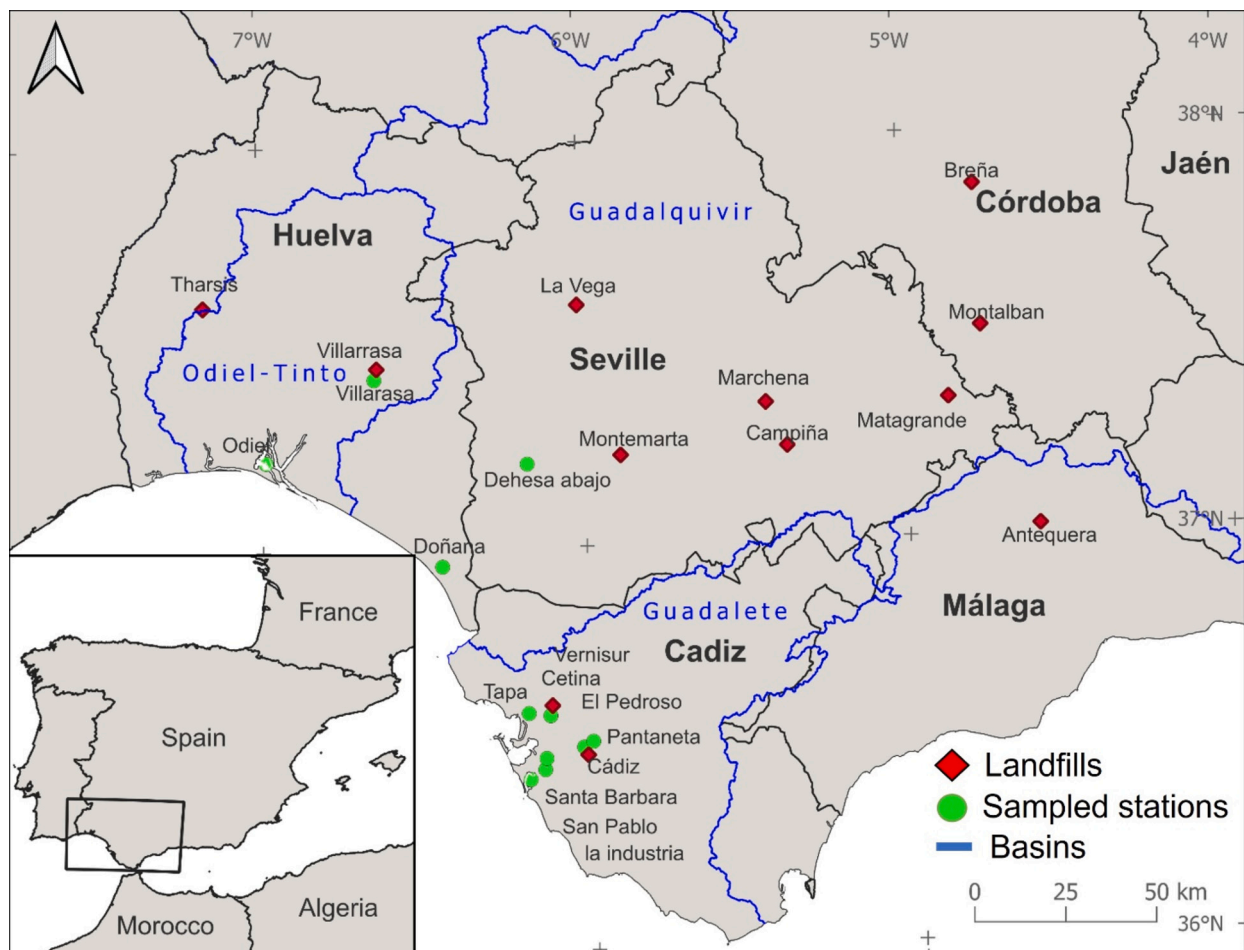 7°W
6°W
5°W
4°W
38°N
Breña
Jaén
Córdoba
Guadalquivir
Huelva
Tharsis
La Vega
Montalban
Villarrasa
Seville
Odiel-Tinto
Marchena
Villarasa
Matagrande
Campiña
Montemarta
Odiel
Dehesa abajo
37°N
Antequera
Doñana
Guadalete
Málaga
Cadiz
Vernisur
Cetina
Tapa
El Pedroso
Pantaneta
Cádiz
Santa Barbara
San Pablo
la industria
France
Spain
Algeria
Morocco
Landfills
Sampled stations
Basins
0 25 50 km
36°N